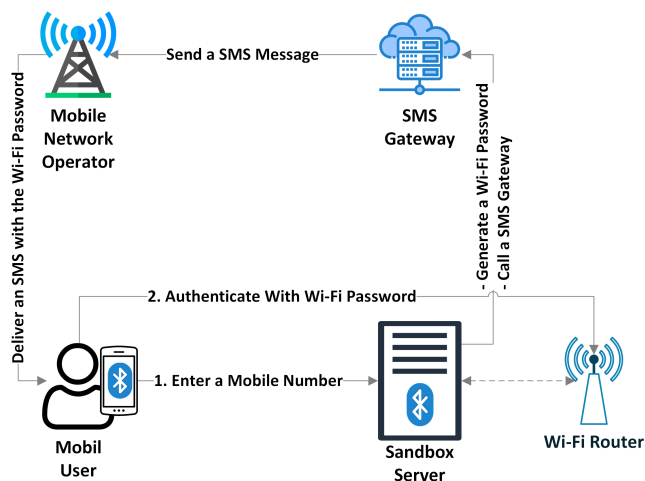 Send a SMS Message
Mobile
Network
Operator
SMS
Gateway
Deliver an SMS with the Wi-Fi Password
- Generate a Wi-Fi Password
- Call a SMS Gateway
2. Authenticate With Wi-Fi Password
1. Enter a Mobile Number
Mobil
User
Sandbox
Server
Wi-Fi Router